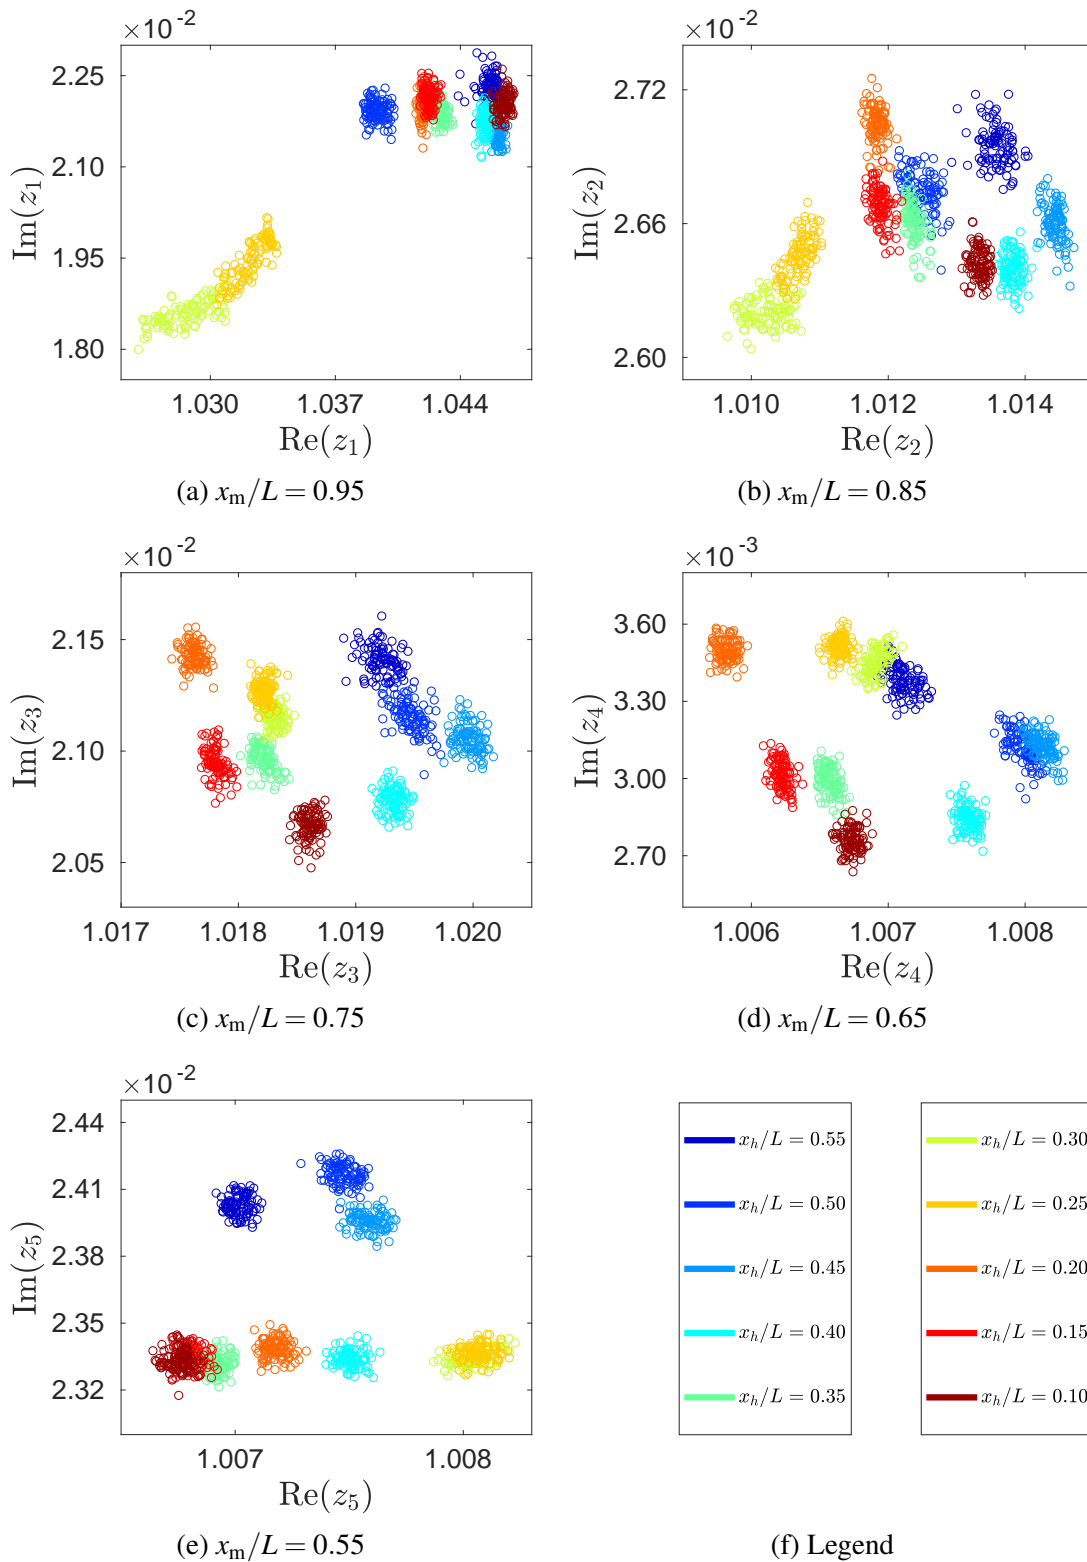 ×10⁻²
2.25
2.10
1.95
1.80
Im(z₁)
1.030 1.037 1.044
Re(z₁)
(a) xₘ/L = 0.95
×10⁻²
2.72
2.66
2.60
Im(z₂)
1.010 1.012 1.014
Re(z₂)
(b) xₘ/L = 0.85
×10⁻²
2.15
2.10
2.05
Im(z₃)
1.017 1.018 1.019 1.020
Re(z₃)
(c) xₘ/L = 0.75
×10⁻³
3.60
3.30
3.00
2.70
Im(z₄)
1.006 1.007 1.008
Re(z₄)
(d) xₘ/L = 0.65
×10⁻²
2.44
2.41
2.38
2.35
2.32
Im(z₅)
1.007 1.008
Re(z₅)
(e) xₘ/L = 0.55
xₕ/L = 0.55
xₕ/L = 0.50
xₕ/L = 0.45
xₕ/L = 0.40
xₕ/L = 0.35
xₕ/L = 0.30
xₕ/L = 0.25
xₕ/L = 0.20
xₕ/L = 0.15
xₕ/L = 0.10
(f) Legend